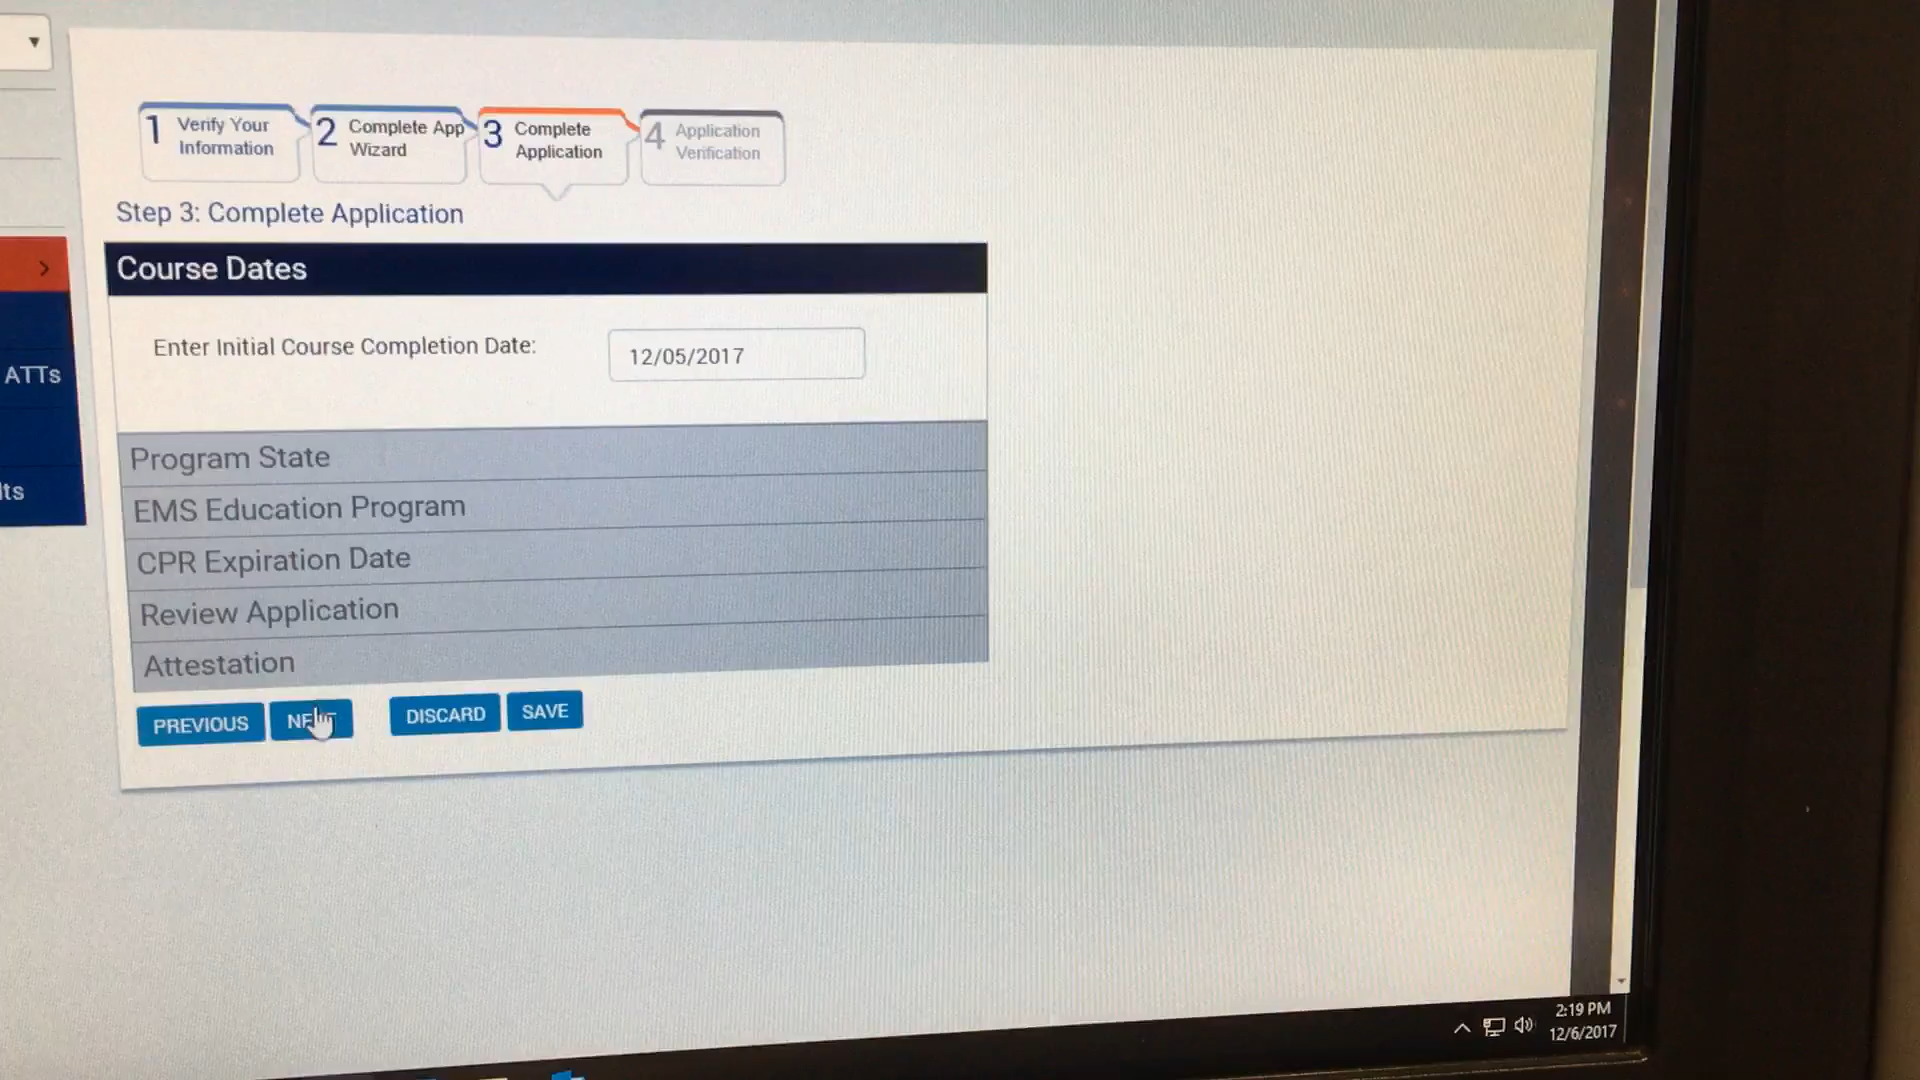 1 Verify Your
Information
2 Complete App
Wizard
3 Complete
Application
4 Application
Verification
Step 3: Complete Application
Course Dates
Enter Initial Course Completion Date:
12/05/2017
ATTs
lts
Program State
EMS Education Program
CPR Expiration Date
Review Application
Attestation
PREVIOUS
DISCARD
SAVE
2:19 PM
12/6/2017